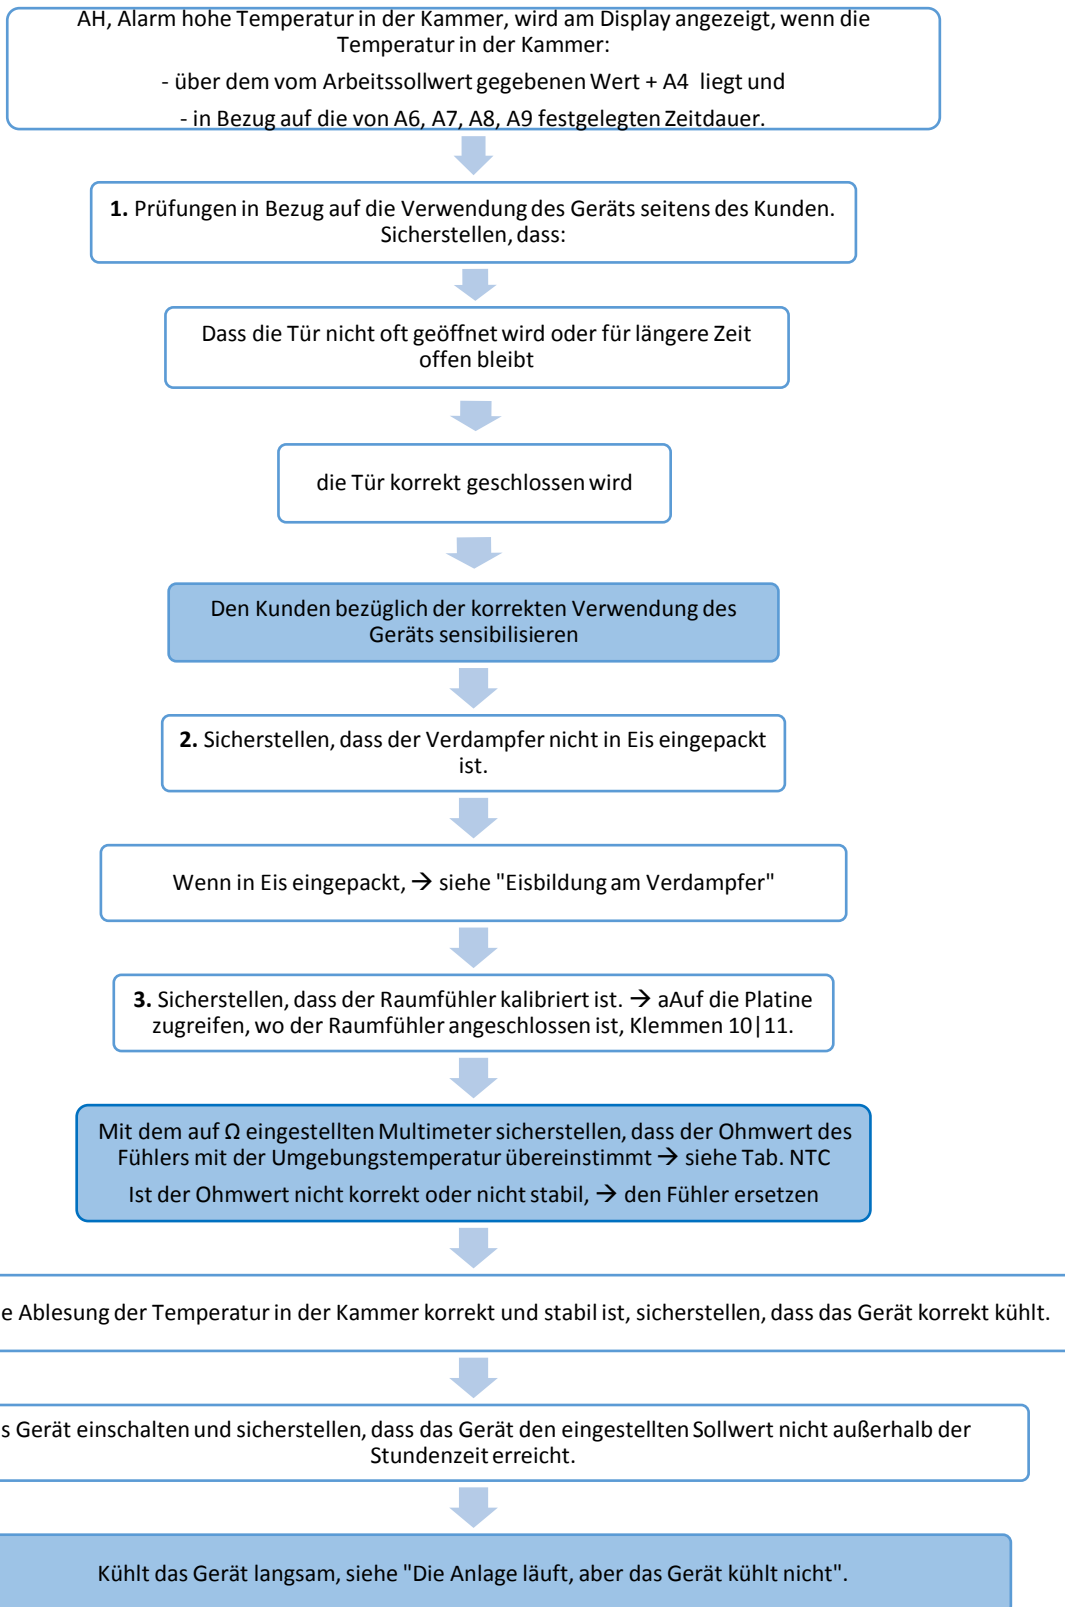 AH, Alarm hohe Temperatur in der Kammer, wird am Display angezeigt, wenn die
Temperatur in der Kammer:
- über dem vom Arbeitssollwert gegebenen Wert + A4 liegt und
- in Bezug auf die von A6, A7, A8, A9 festgelegten Zeitdauer.
1. Prüfungen in Bezug auf die Verwendung des Geräts seitens des Kunden.
Sicherstellen, dass:
Dass die Tür nicht oft geöffnet wird oder für längere Zeit
offen bleibt
die Tür korrekt geschlossen wird
Den Kunden bezüglich der korrekten Verwendung des
Geräts sensibilisieren
2. Sicherstellen, dass der Verdampfer nicht in Eis eingepackt
ist.
Wenn in Eis eingepackt, → siehe "Eisbildung am Verdampfer"
3. Sicherstellen, dass der Raumfühler kalibriert ist. → aAuf die Platine
zugreifen, wo der Raumfühler angeschlossen ist, Klemmen 10|11.
Mit dem auf Ω eingestellten Multimeter sicherstellen, dass der Ohmwert des
Fühlers mit der Umgebungstemperatur übereinstimmt → siehe Tab. NTC
Ist der Ohmwert nicht korrekt oder nicht stabil, → den Fühler ersetzen
e Ablesung der Temperatur in der Kammer korrekt und stabil ist, sicherstellen, dass das Gerät korrekt kühlt.
s Gerät einschalten und sicherstellen, dass das Gerät den eingestellten Sollwert nicht außerhalb der
Stundenzeit erreicht.
Kühlt das Gerät langsam, siehe "Die Anlage läuft, aber das Gerät kühlt nicht".